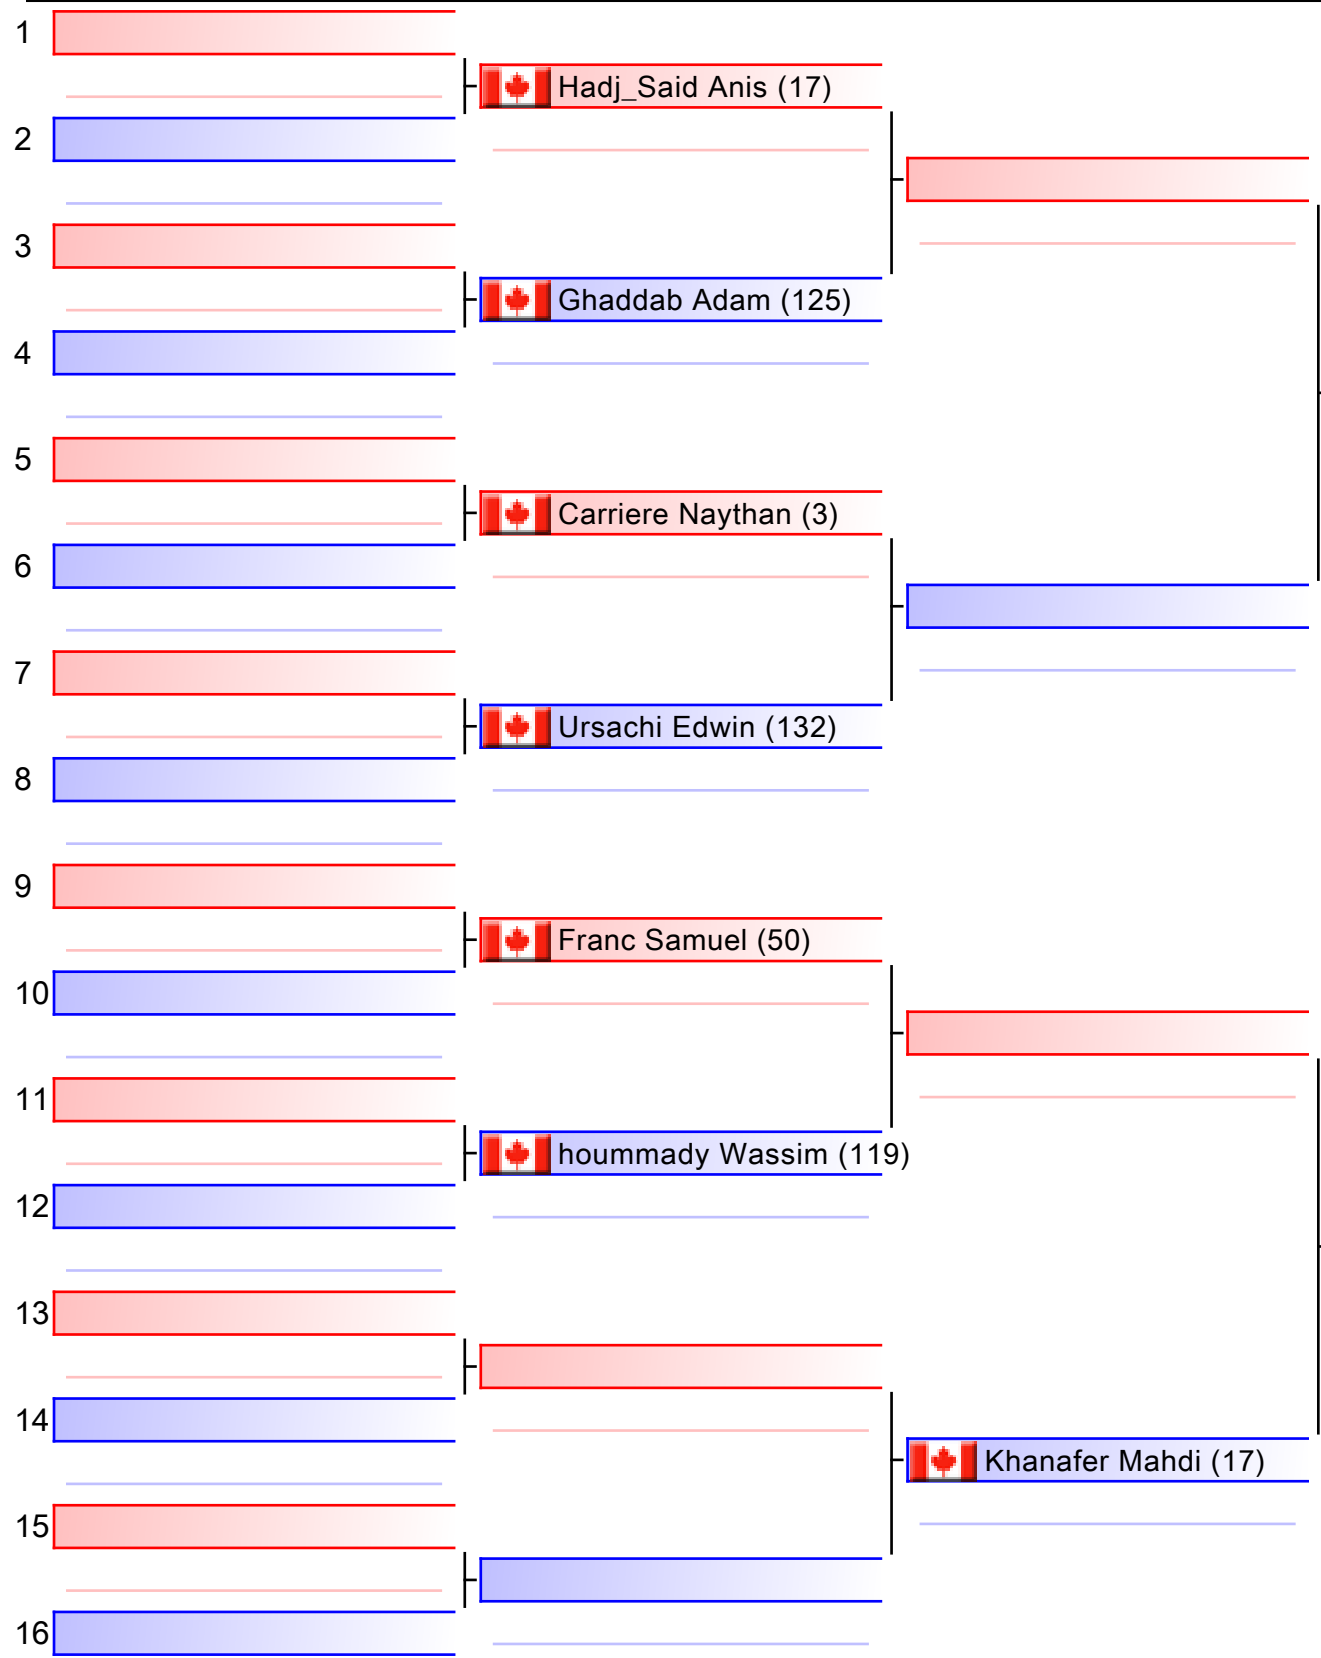 1
Hadj_Said Anis (17)
2
3
Ghaddab Adam (125)
4
5
Carriere Naythan (3)
6
7
Ursachi Edwin (132)
8
9
Franc Samuel (50)
10
11
hoummady Wassim (119)
12
13
14
Khanafer Mahdi (17)
15
16